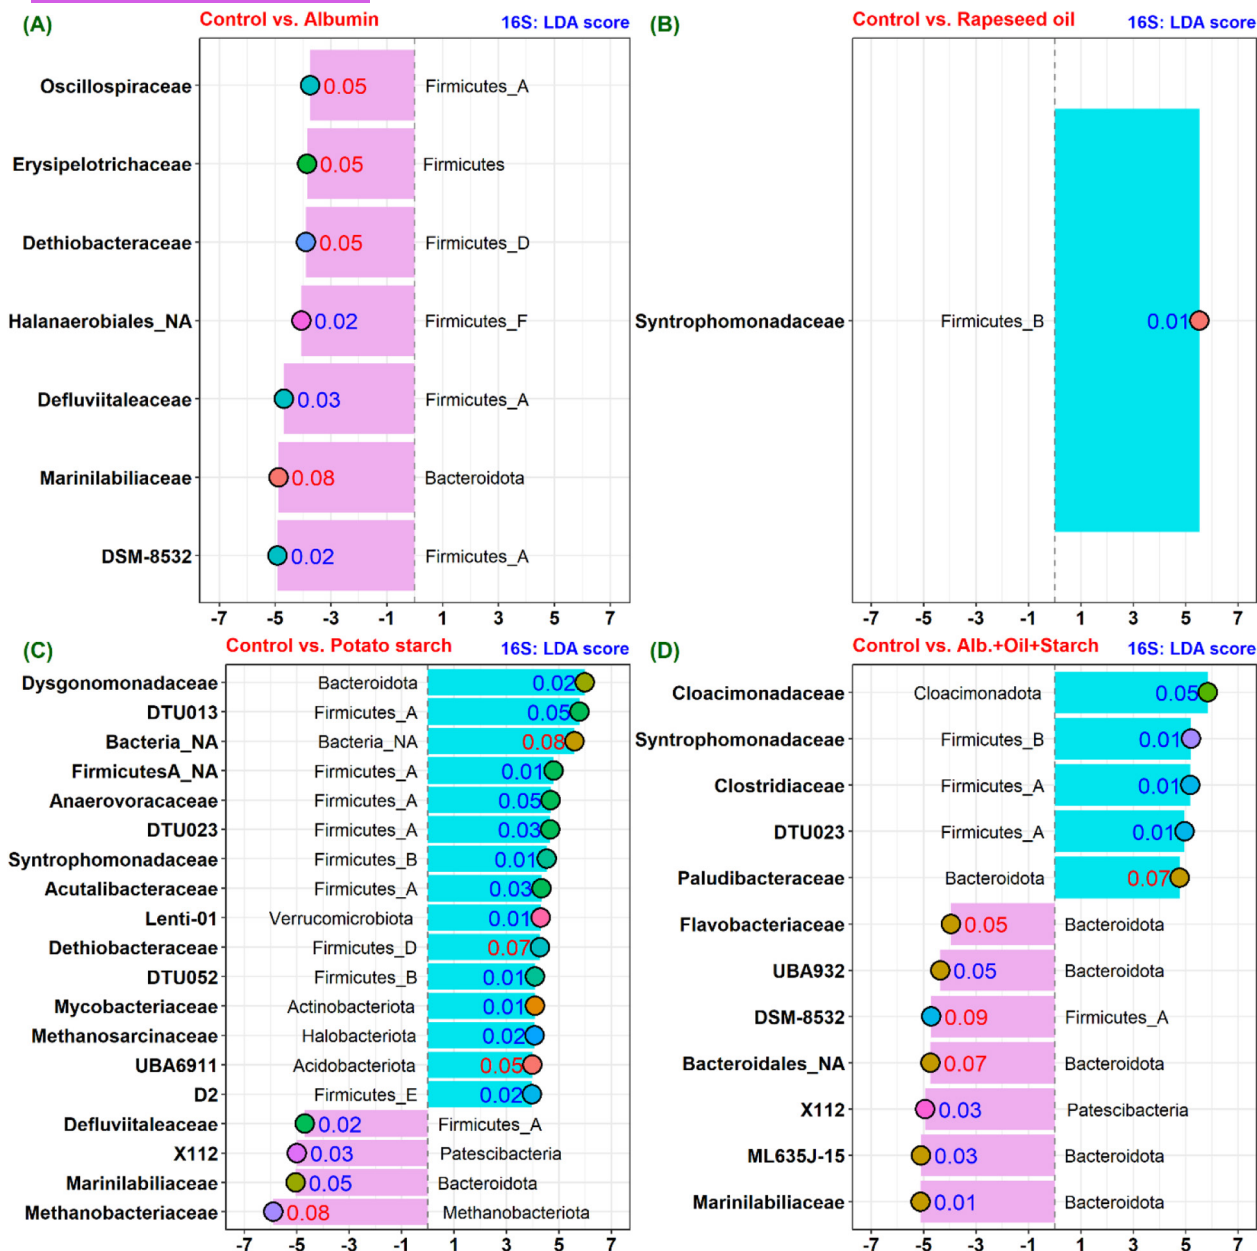 (A) Control vs. Albumin 16S: LDA score
Oscillospiraceae 0.05 Firmicutes_A
Erysipelotrichaceae 0.05 Firmicutes
Dethiobacteraceae 0.05 Firmicutes_D
Halanaerobiales_NA 0.02 Firmicutes_F
Defluviitaleaceae 0.03 Firmicutes_A
Marinilabiliaceae 0.08 Bacteroidota
DSM-8532 0.02 Firmicutes_A
-7 -5 -3 -1 1 3 5 7
(B) Control vs. Rapeseed oil 16S: LDA score
Syntrophomonadaceae Firmicutes_B 0.01
-7 -5 -3 -1 1 3 5 7
(C) Control vs. Potato starch 16S: LDA score
Dysgonomonadaceae Bacteroidota 0.02
DTU013 Firmicutes_A 0.05
Bacteria_NA Bacteria_NA 0.08
FirmicutesA_NA Firmicutes_A 0.01
Anaerovoracaceae Firmicutes_A 0.05
DTU023 Firmicutes_A 0.03
Syntrophomonadaceae Firmicutes_B 0.01
Acutalibacteraceae Firmicutes_A 0.03
Lenti-01 Verrucomicrobiota 0.01
Dethiobacteraceae Firmicutes_D 0.07
DTU052 Firmicutes_B 0.01
Mycobacteriaceae Actinobacteriota 0.01
Methanosarcinaceae Halobacteriota 0.02
UBA6911 Acidobacteriota 0.05
D2 Firmicutes_E 0.02
Defluviitaleaceae 0.02 Firmicutes_A
X112 0.03 Patescibacteria
Marinilabiliaceae 0.05 Bacteroidota
Methanobacteriaceae 0.08 Methanobacteriota
-7 -5 -3 -1 1 3 5 7
(D) Control vs. Alb.+Oil+Starch 16S: LDA score
Cloacimonadaceae Cloacimonadota 0.05
Syntrophomonadaceae Firmicutes_B 0.01
Clostridiaceae Firmicutes_A 0.01
DTU023 Firmicutes_A 0.01
Paludibacteraceae Bacteroidota 0.07
Flavobacteriaceae 0.05 Bacteroidota
UBA932 0.05 Bacteroidota
DSM-8532 0.09 Firmicutes_A
Bacteroidales_NA 0.07 Bacteroidota
X112 0.03 Patescibacteria
ML635J-15 0.03 Bacteroidota
Marinilabiliaceae 0.01 Bacteroidota
-7 -5 -3 -1 1 3 5 7